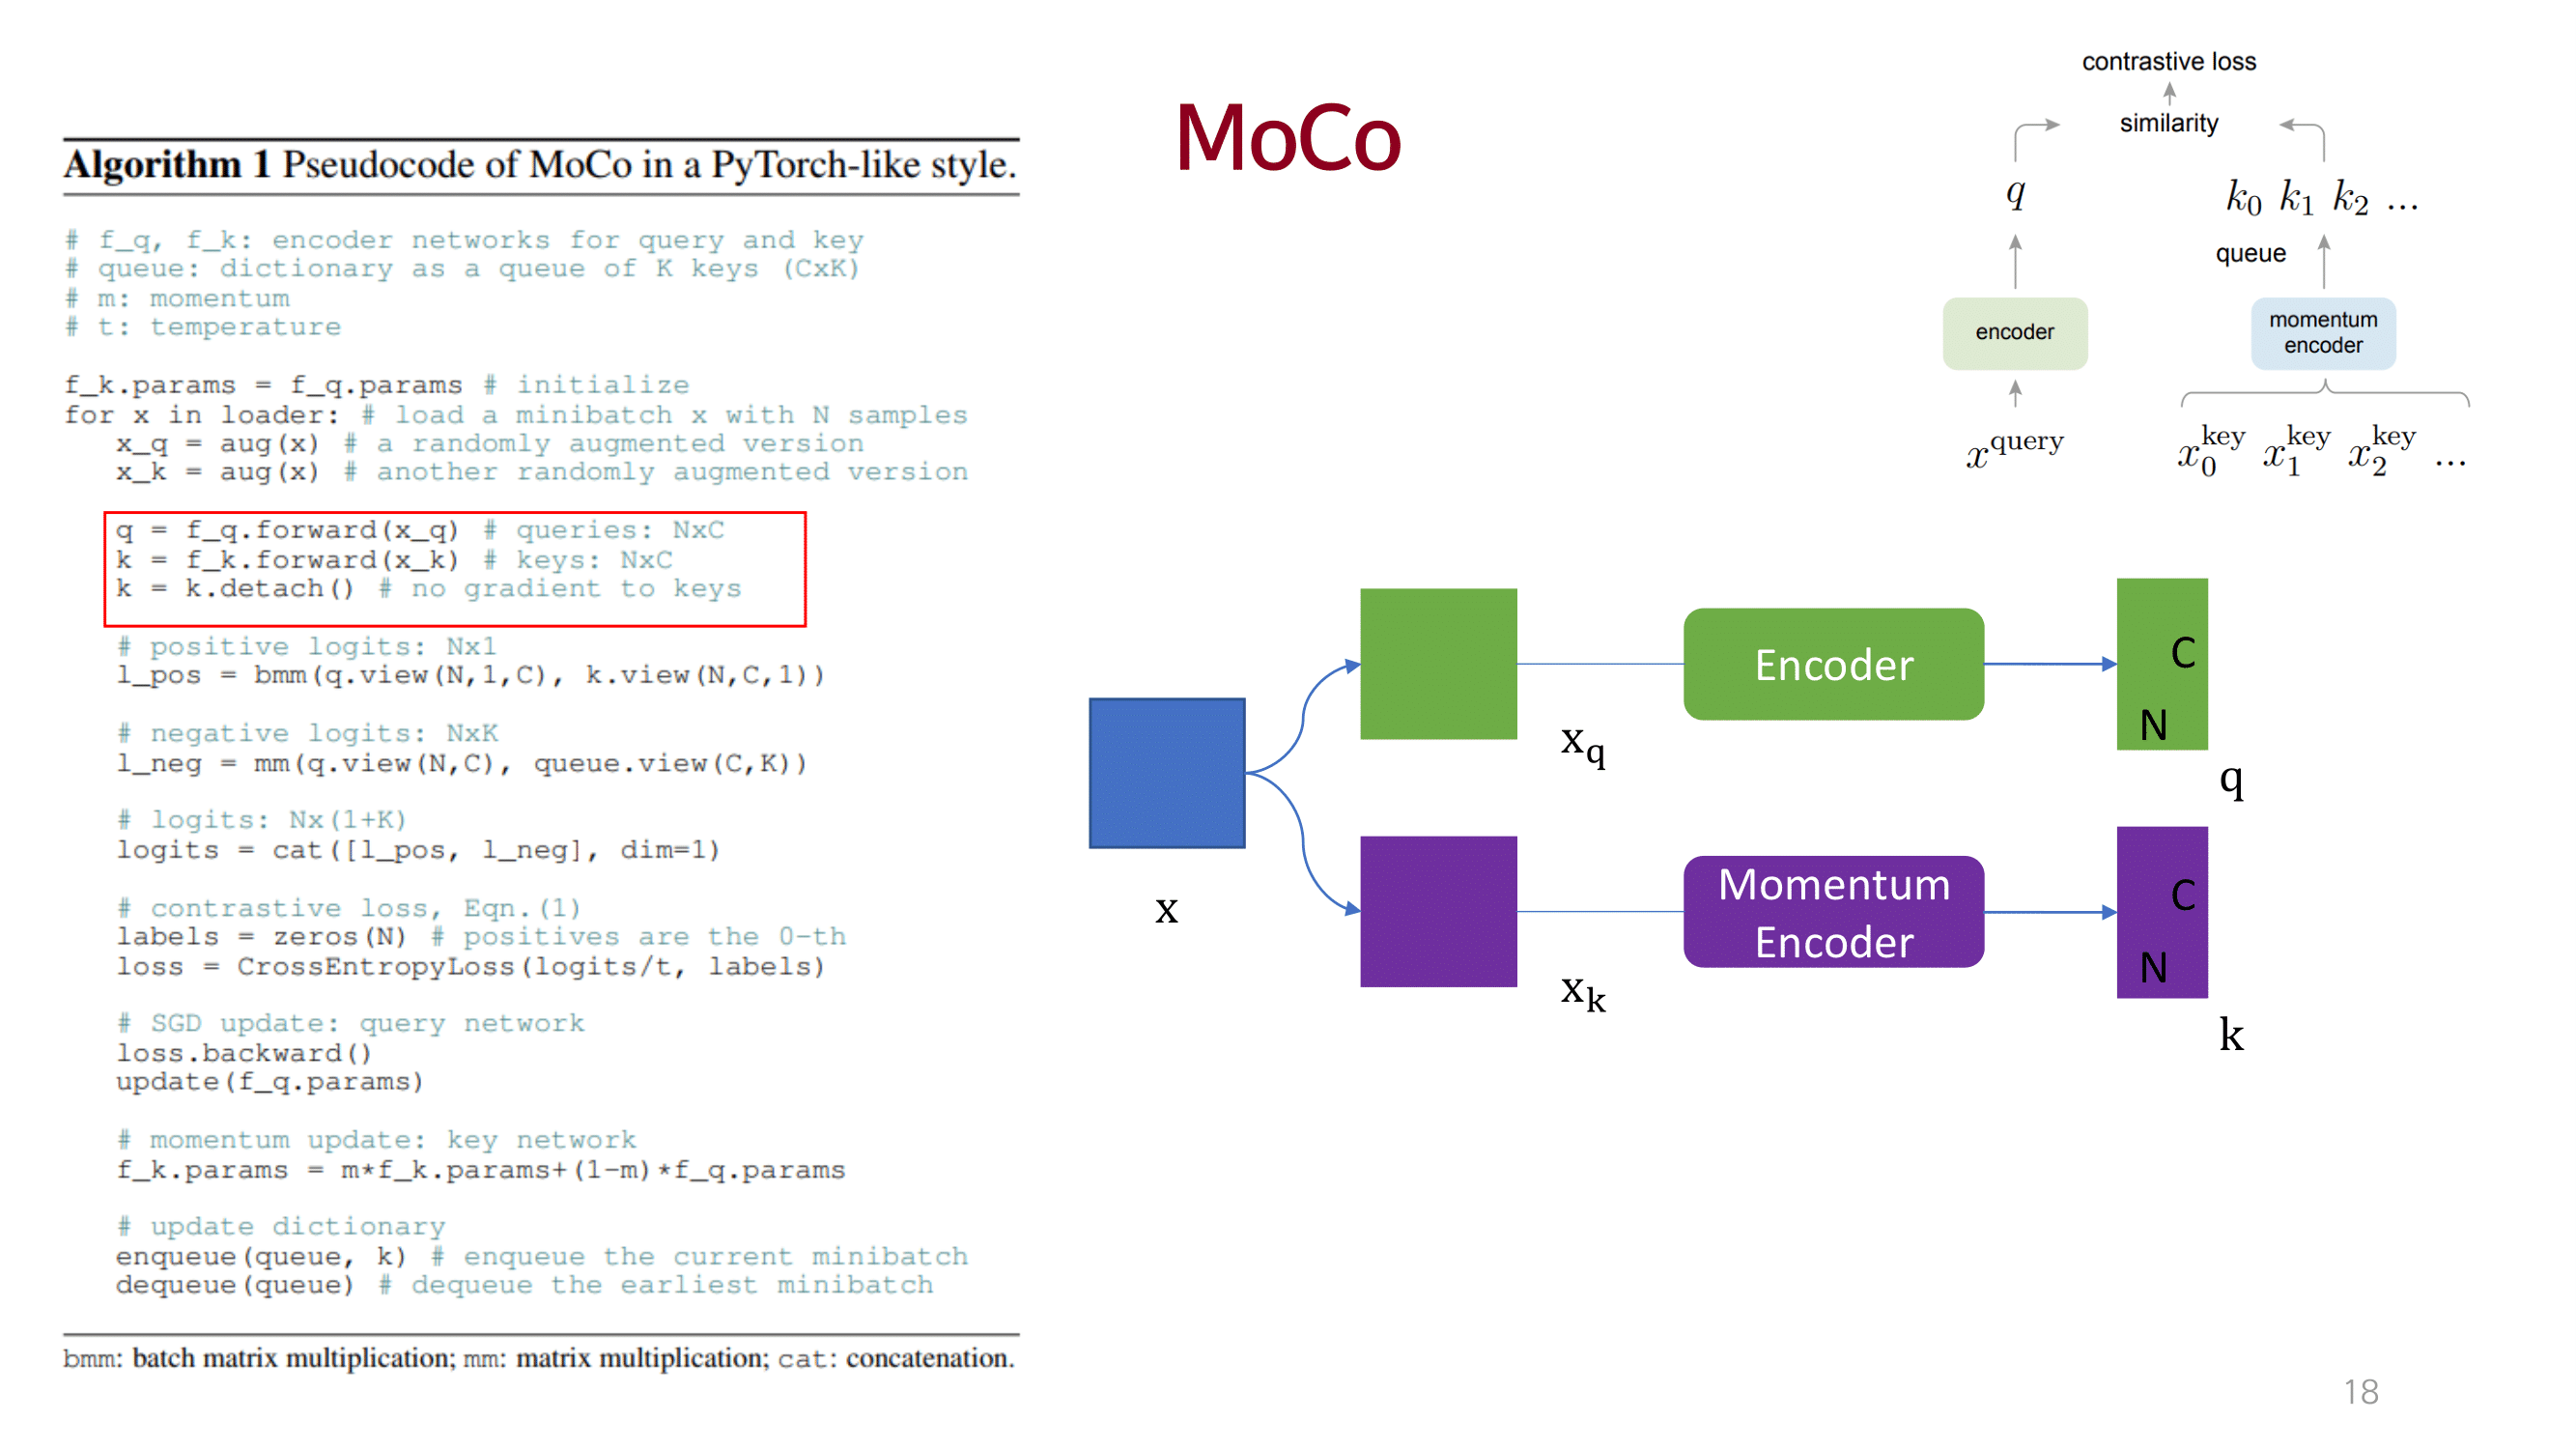 MoCo
Algorithm 1 Pseudocode of MoCo in a PyTorch-like style.
# f_q, f_k: encoder networks for query and key
# queue: dictionary as a queue of K keys (CxK)
# m: momentum
# t: temperature
f_k.params = f_q.params # initialize
for x in loader: # load a minibatch x with N samples
x_q = aug(x) # a randomly augmented version
x_k = aug(x) # another randomly augmented version
q = f_q.forward(x_q) # queries: NxC
k = f_k.forward(x_k) # keys: NxC
k = k.detach() # no gradient to keys
# positive logits: Nx1
l_pos = bmm(q.view(N,1,C), k.view(N,C,1))
# negative logits: NxK
l_neg = mm(q.view(N,C), queue.view(C,K))
# logits: Nx(1+K)
logits = cat([l_pos, l_neg], dim=1)
# contrastive loss, Eqn.(1)
labels = zeros(N) # positives are the 0-th
loss = CrossEntropyLoss(logits/t, labels)
# SGD update: query network
loss.backward()
update(f_q.params)
# momentum update: key network
f_k.params = m*f_k.params+(1-m)*f_q.params
# update dictionary
enqueue(queue, k) # enqueue the current minibatch
dequeue(queue) # dequeue the earliest minibatch
bmm: batch matrix multiplication; mm: matrix multiplication; cat: concatenation.
contrastive loss
similarity
q
k0 k1 k2 ...
queue
encoder
momentum
encoder
x^query
x_0^key x_1^key x_2^key ...
x
x_q
Encoder
C
N
q
x_k
Momentum
Encoder
C
N
k
18